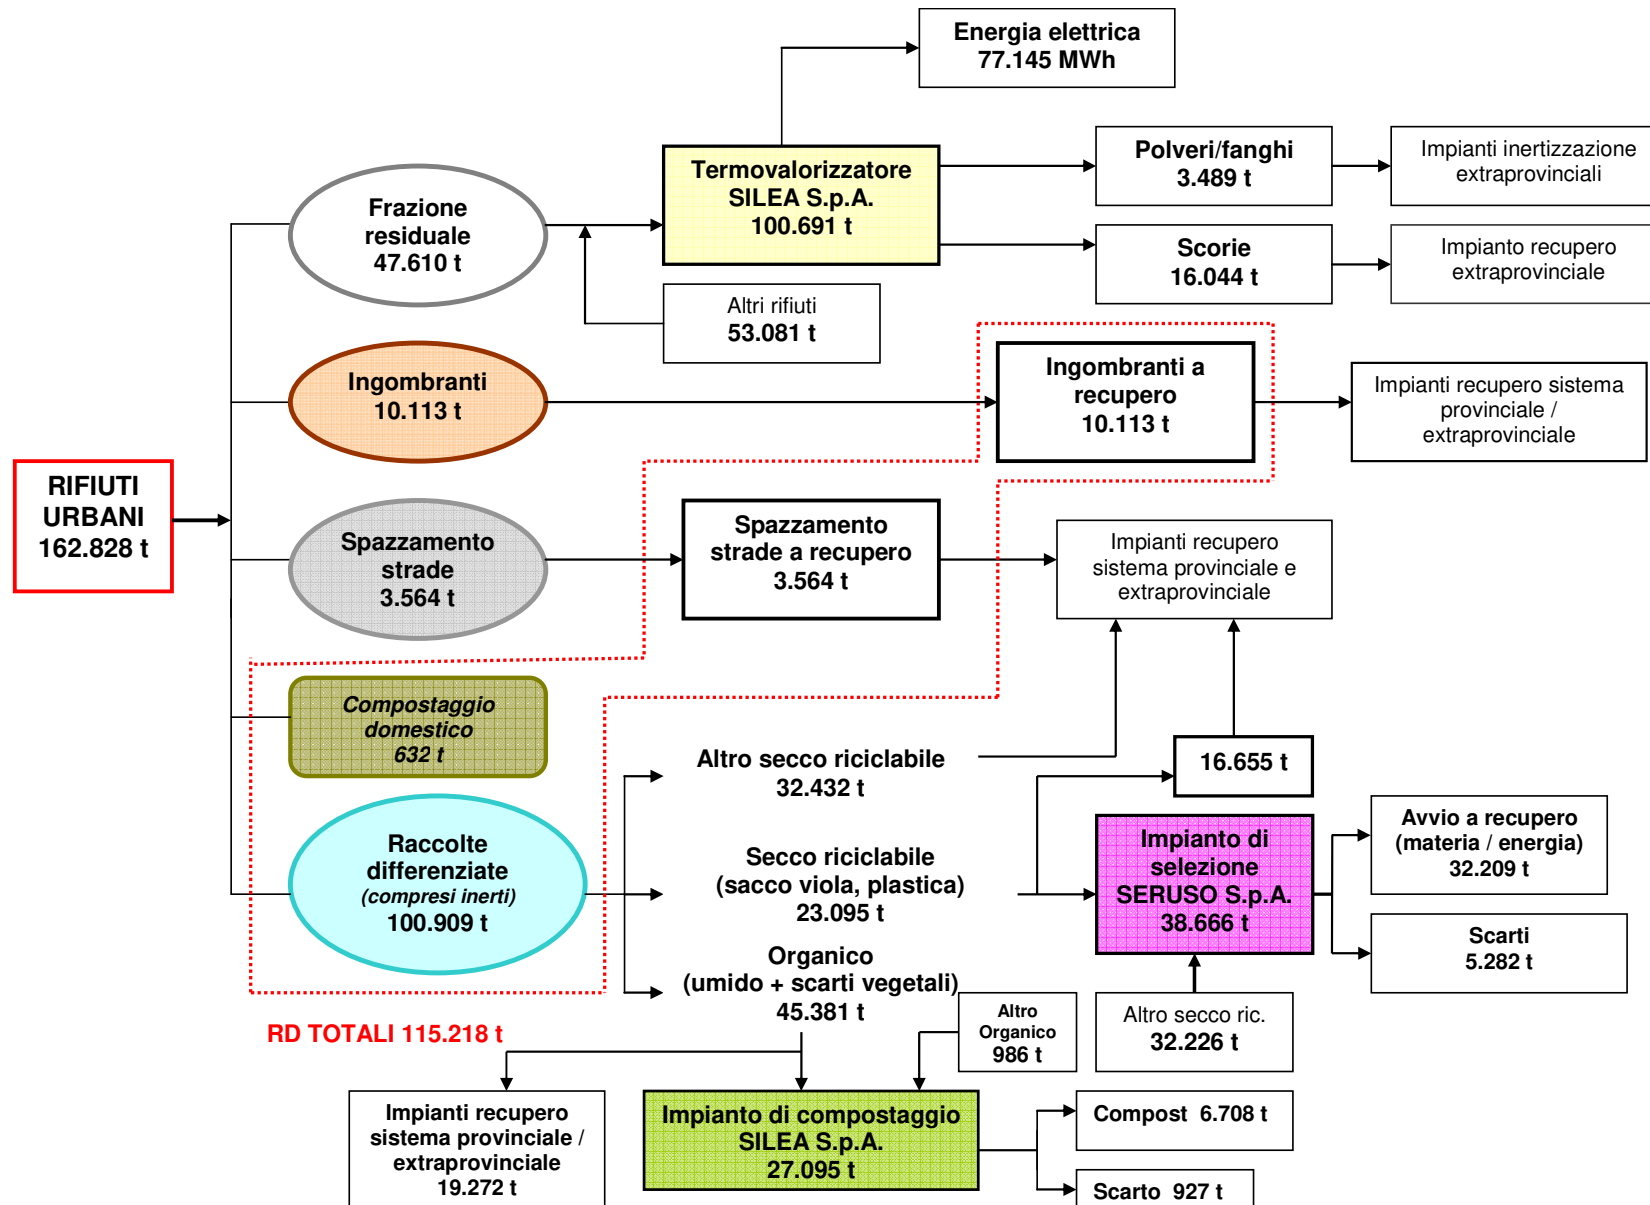 Energia elettrica
77.145 MWh
Termovalorizzatore
SILEA S.p.A.
100.691 t
Polveri/fanghi
3.489 t
Impianti inertizzazione
extraprovinciali
Frazione
residuale
47.610 t
Scorie
16.044 t
Impianto recupero
extraprovinciale
Altri rifiuti
53.081 t
Ingombranti
10.113 t
Ingombranti a
recupero
10.113 t
Impianti recupero sistema
provinciale /
extraprovinciale
RIFIUTI
URBANI
162.828 t
Spazzamento
strade
3.564 t
Spazzamento
strade a recupero
3.564 t
Impianti recupero
sistema provinciale e
extraprovinciale
Compostaggio
domestico
632 t
Altro secco riciclabile
32.432 t
16.655 t
Raccolte
differenziate
(compresi inerti)
100.909 t
Secco riciclabile
(sacco viola, plastica)
23.095 t
Impianto di
selezione
SERUSO S.p.A.
38.666 t
Avvio a recupero
(materia / energia)
32.209 t
Scarti
5.282 t
Organico
(umido + scarti vegetali)
45.381 t
Altro
Organico
986 t
Altro secco ric.
32.226 t
RD TOTALI 115.218 t
Impianti recupero
sistema provinciale /
extraprovinciale
19.272 t
Impianto di compostaggio
SILEA S.p.A.
27.095 t
Compost 6.708 t
Scarto 927 t